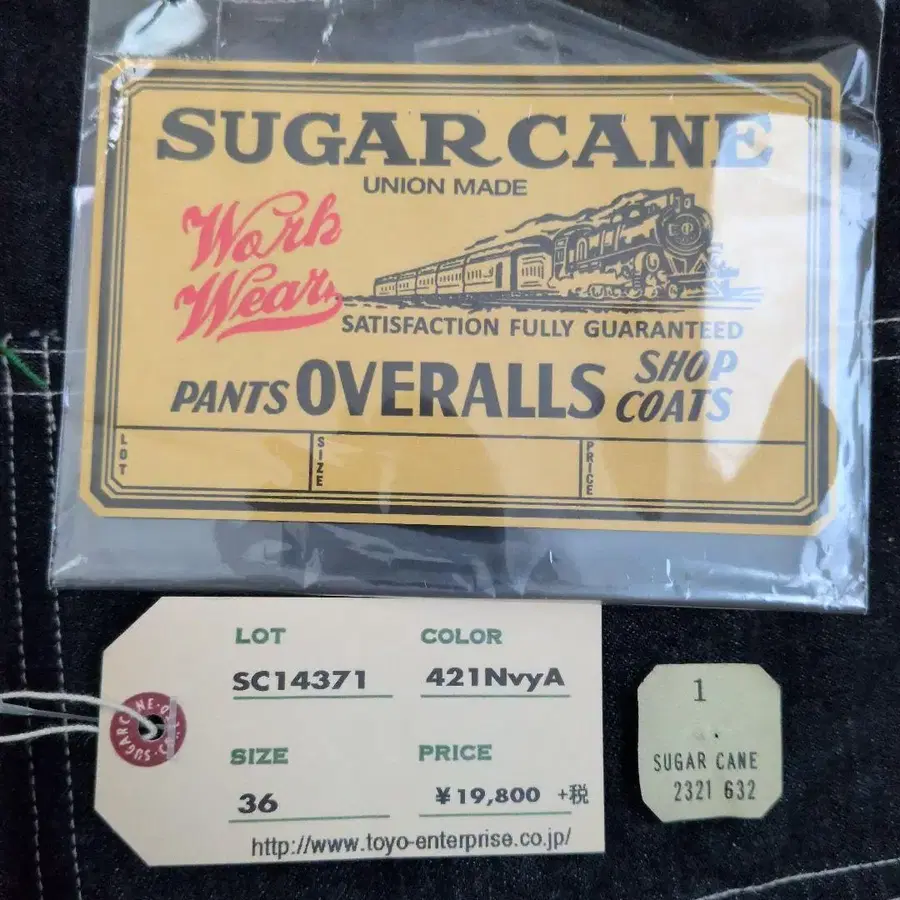 SUGAR CANE
UNION MADE
Work
Wear
SATISFACTION FULLY GUARANTEED
PANTS OVERALLS SHOP COATS
LOT SIZE PRICE
LOT COLOR
SC14371 421NvyA
SIZE PRICE
36 ¥19,800 +税
http://www.toyo-enterprise.co.jp/
SUGARCANE
1
SUGAR CANE
2321 632